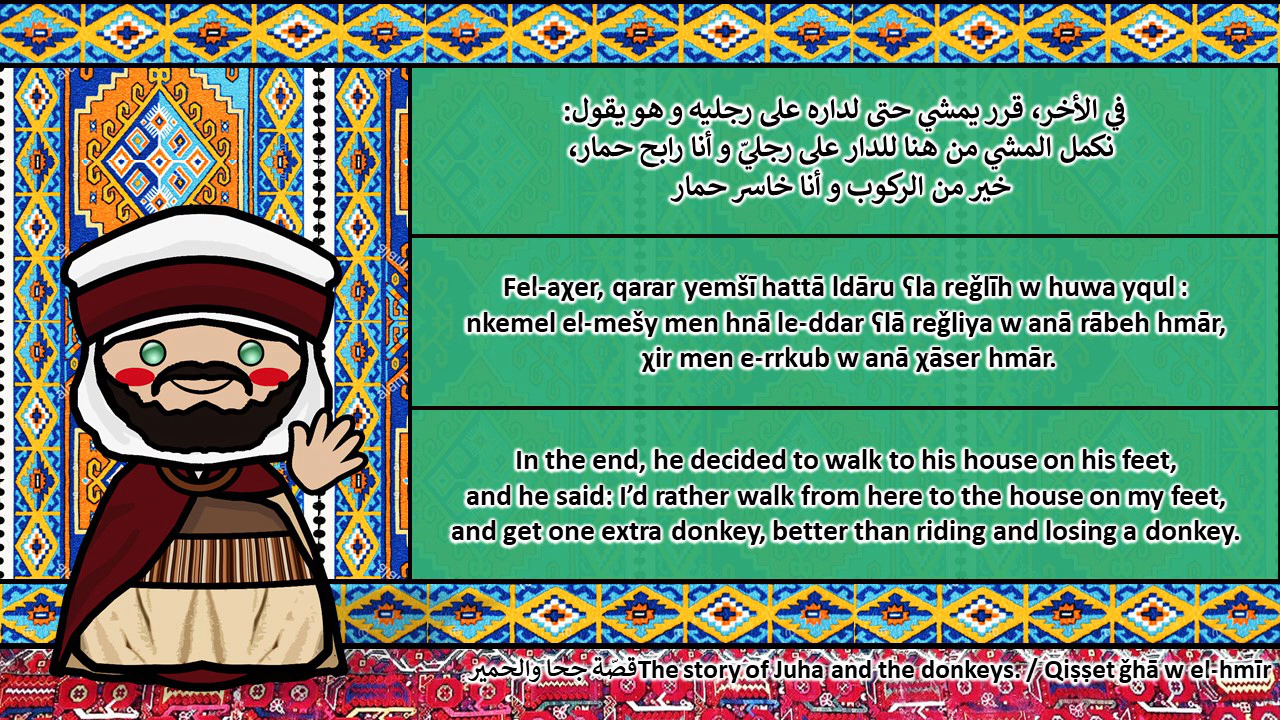 في الأخر، قرر يمشي حتى لداره على رجليه و هو يقول:
نكمل المشي من هنا للدار على رجليّ و أنا رابح حمار،
خير من الركوب و أنا خاسر حمار
Fel-aχer, qarar yemšī hattā ldāru ʕla reǧlīh w huwa yqul :
nkemel el-mešy men hnā le-ddar ʕlā reǧliya w anā rābeh hmār,
χir men e-rrkub w anā χāser hmār.
In the end, he decided to walk to his house on his feet,
and he said: I’d rather walk from here to the house on my feet,
and get one extra donkey, better than riding and losing a donkey.
قصة جحا والحمير The story of Juha and the donkeys. / Qiṣṣet ǧhā w el-hmīr